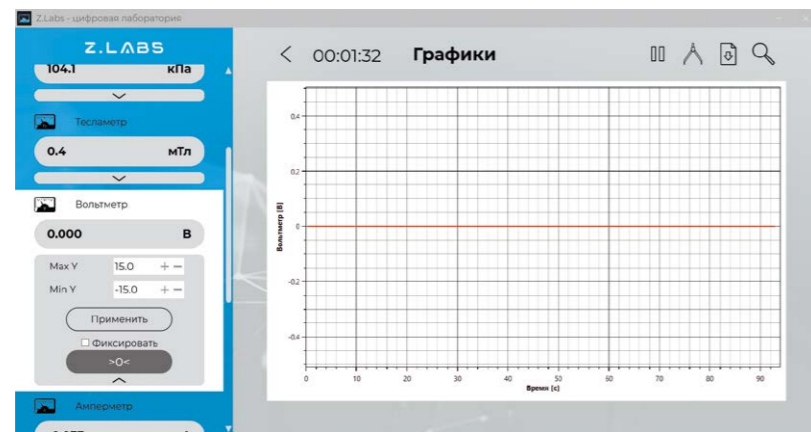 Z.Labs - цифровая лаборатория
Z.LABS
104.1 кПа
Тесламетр
0.4 мТл
Вольтметр
0.000 В
Max Y 15.0 + −
Min Y -15.0 + −
Применить
Фиксировать
>0<
Амперметр
00:01:32 Графики
Вольтметр [В]
0.4
0.2
0
-0.2
-0.4
0 10 20 30 40 50 60 70 80 90
Время [с]